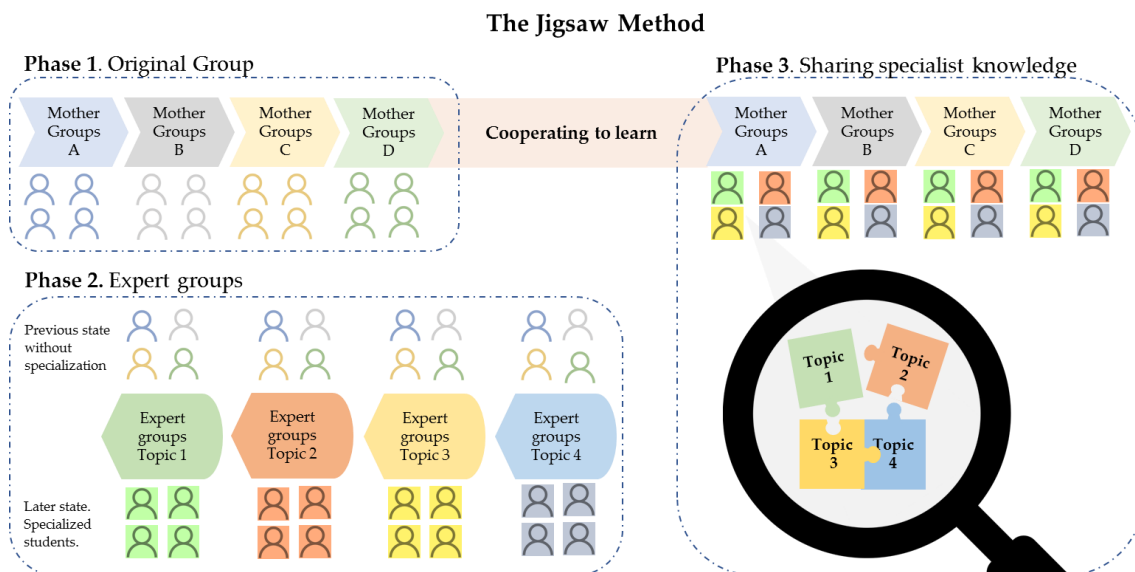 The Jigsaw Method
Phase 1. Original Group
Mother
Groups
A
Mother
Groups
B
Mother
Groups
C
Mother
Groups
D
Cooperating to learn
Phase 3. Sharing specialist knowledge
Mother
Groups
A
Mother
Groups
B
Mother
Groups
C
Mother
Groups
D
Phase 2. Expert groups
Previous state
without
specialization
Expert
groups
Topic 1
Expert
groups
Topic 2
Expert
groups
Topic 3
Expert
groups
Topic 4
Later state.
Specialized
students.
Topic
1
Topic
2
Topic
3
Topic
4